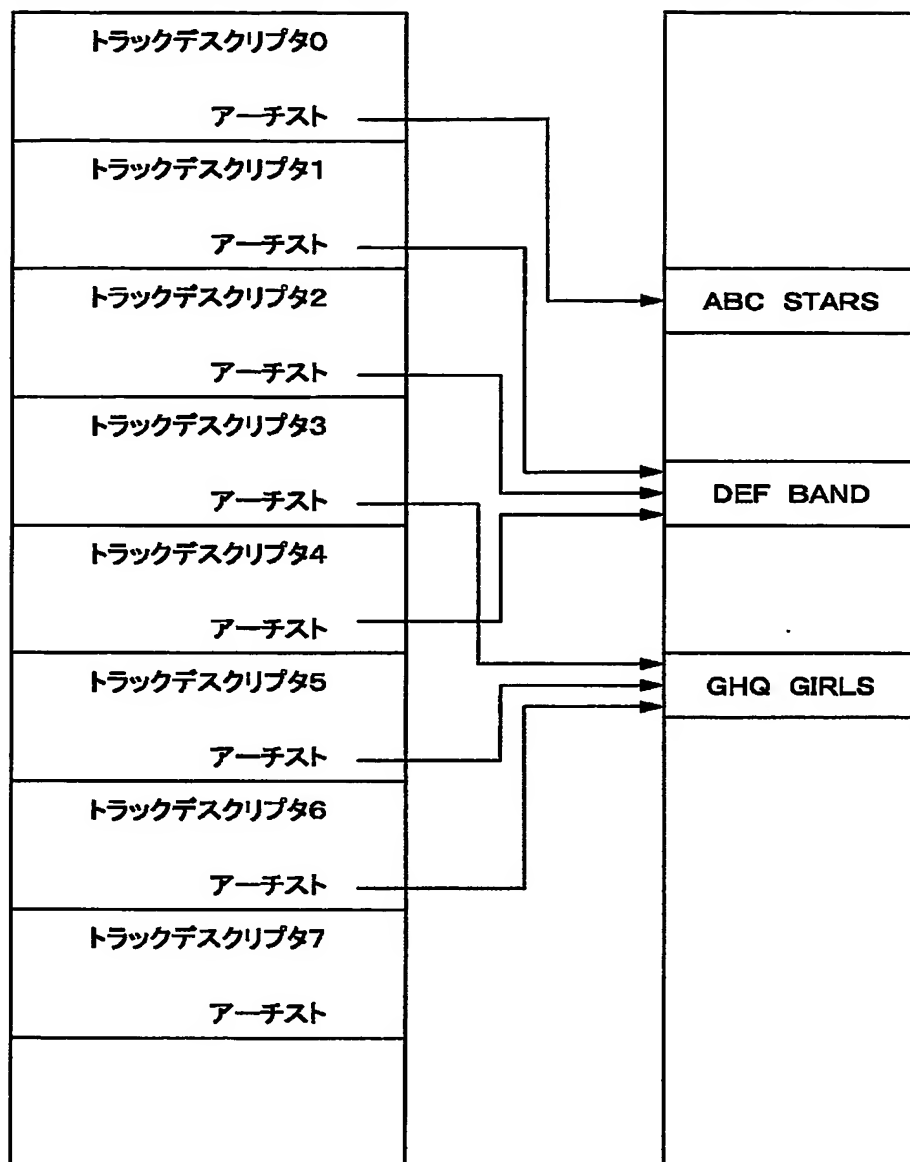 トラックデスクリプタ0
アーチスト
トラックデスクリプタ1
アーチスト
トラックデスクリプタ2
アーチスト
トラックデスクリプタ3
アーチスト
トラックデスクリプタ4
アーチスト
トラックデスクリプタ5
アーチスト
トラックデスクリプタ6
アーチスト
トラックデスクリプタ7
アーチスト
ABC STARS
DEF BAND
GHQ GIRLS